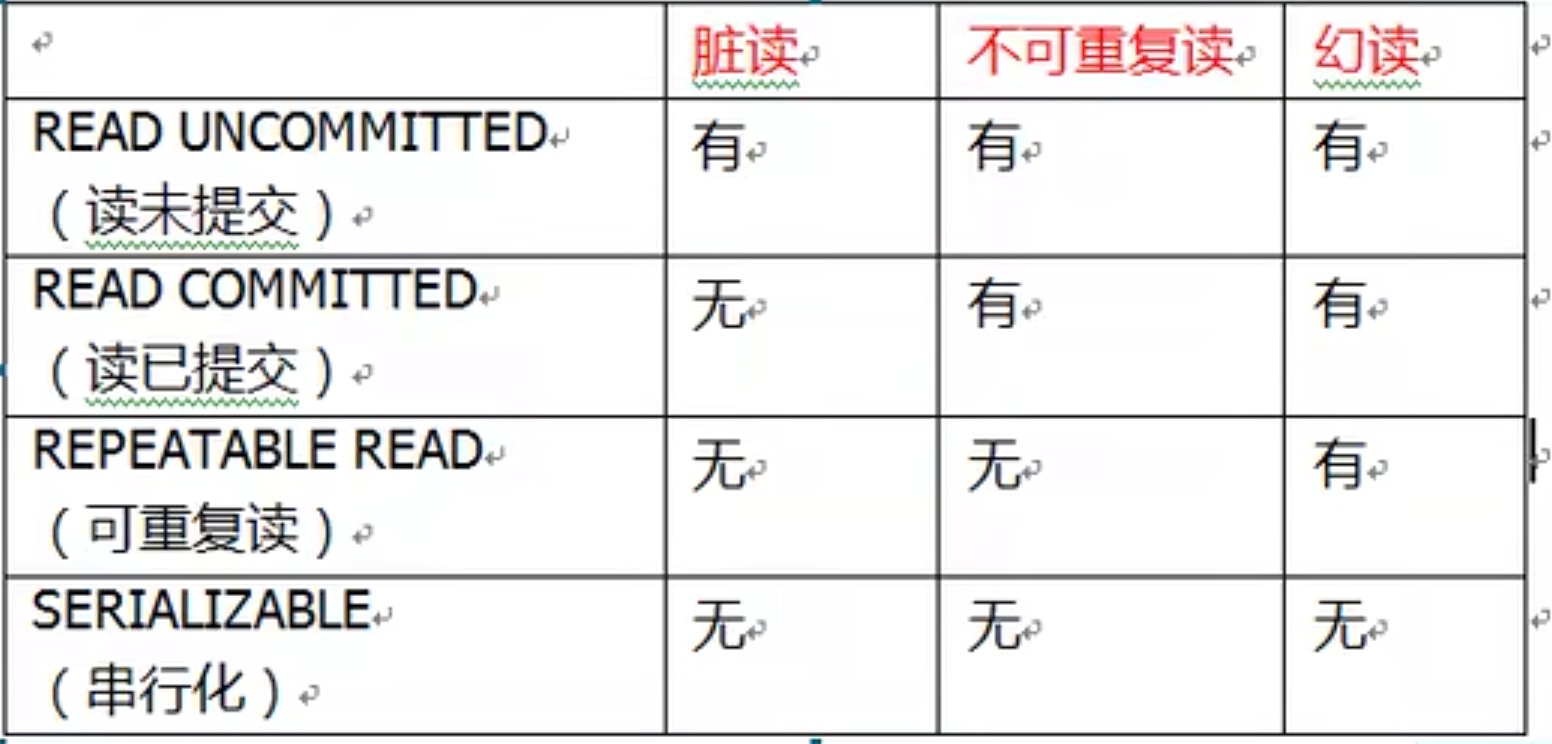 脏读 不可重复读 幻读
READ UNCOMMITTED 有 有 有
（读未提交）
READ COMMITTED 无 有 有
（读已提交）
REPEATABLE READ 无 无 有
（可重复读）
SERIALIZABLE 无 无 无
（串行化）